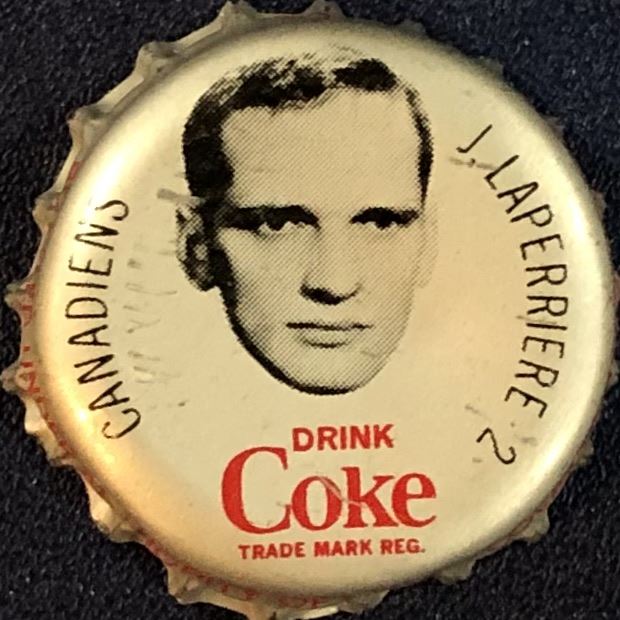 CANADIENS
J. LAPERRIERE 2
DRINK
Coke
TRADE MARK REG.